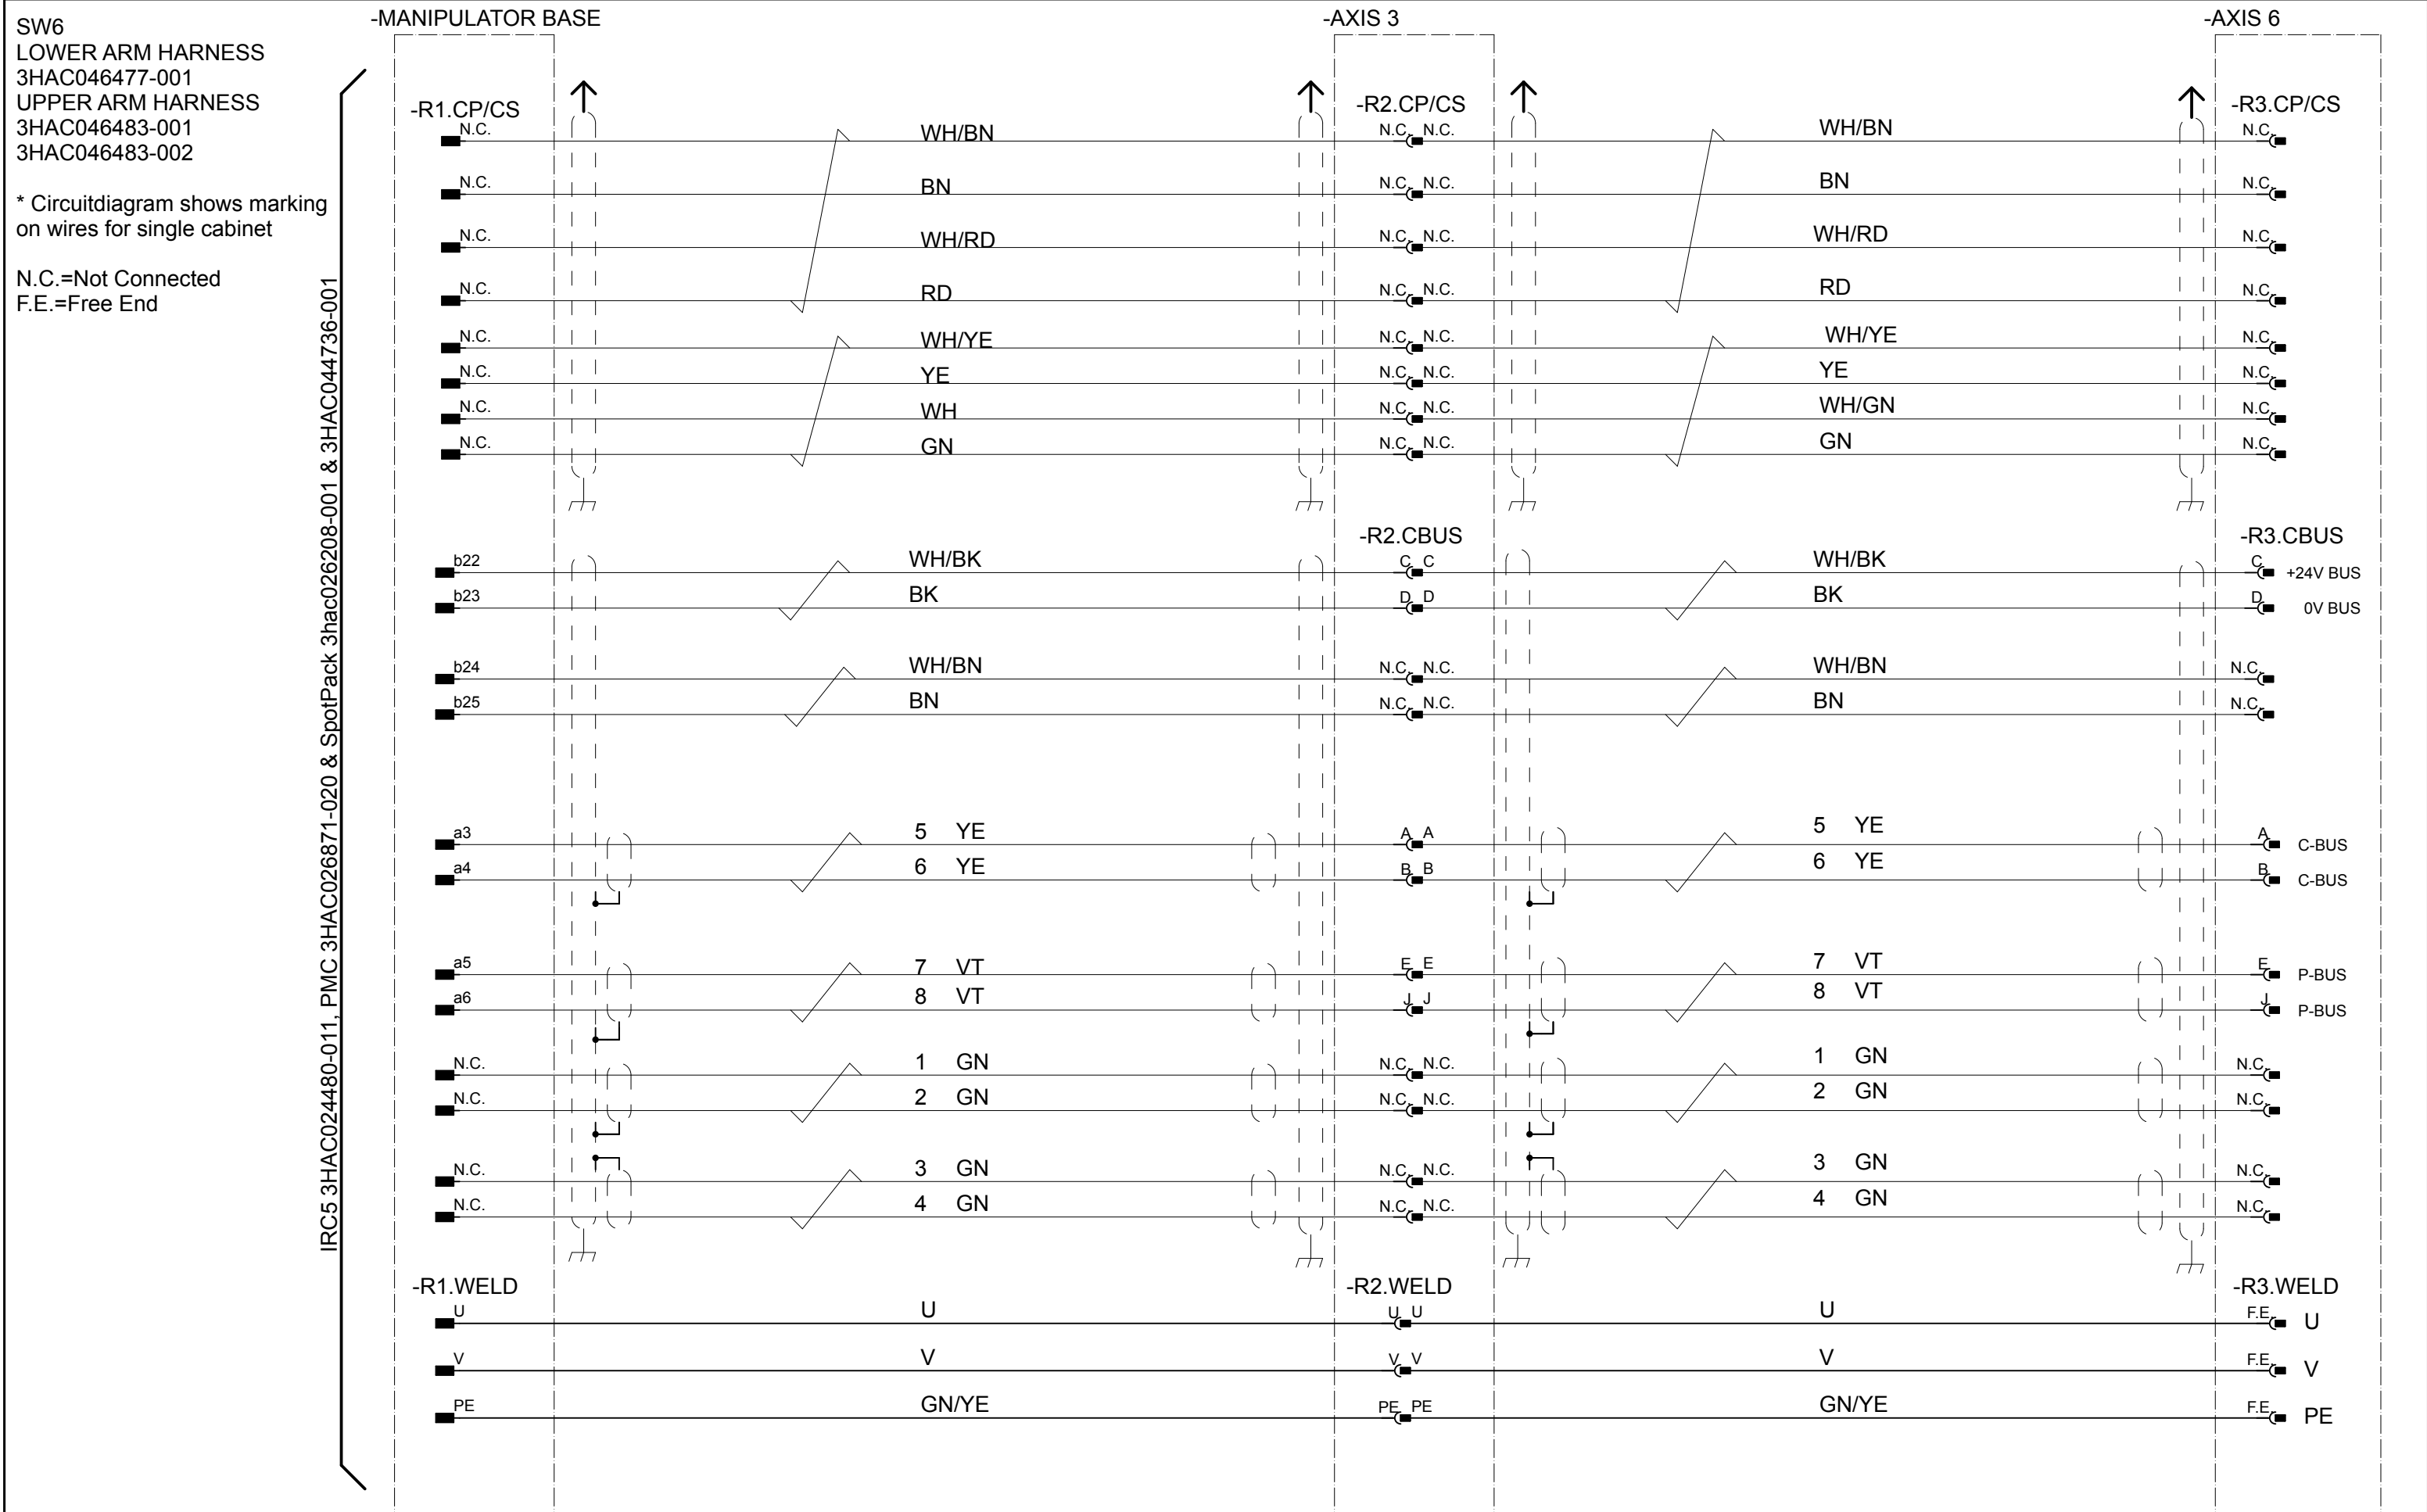 SW6
LOWER ARM HARNESS
3HAC046477-001
UPPER ARM HARNESS
3HAC046483-001
3HAC046483-002
* Circuitdiagram shows marking
on wires for single cabinet
N.C.=Not Connected
F.E.=Free End
IRC5 3HAC024480-011, PMC 3HAC026871-020 & SpotPack 3hac026208-001 & 3HAC044736-001
-MANIPULATOR BASE -AXIS 3 -AXIS 6
-R1.CP/CS -R2.CP/CS -R3.CP/CS
N.C. WH/BN N.C. N.C. WH/BN N.C.
N.C. BN N.C. N.C. BN N.C.
N.C. WH/RD N.C. N.C. WH/RD N.C.
N.C. RD N.C. N.C. RD N.C.
N.C. WH/YE N.C. N.C. WH/YE N.C.
N.C. YE N.C. N.C. YE N.C.
N.C. WH N.C. N.C. WH/GN N.C.
N.C. GN N.C. N.C. GN N.C.
-R2.CBUS -R3.CBUS
b22 WH/BK C C WH/BK C +24V BUS
b23 BK D D BK D 0V BUS
b24 WH/BN N.C. N.C. WH/BN N.C.
b25 BN N.C. N.C. BN N.C.
a3 5 YE A A 5 YE A C-BUS
a4 6 YE B B 6 YE B C-BUS
a5 7 VT E E 7 VT E P-BUS
a6 8 VT J J 8 VT J P-BUS
N.C. 1 GN N.C. N.C. 1 GN N.C.
N.C. 2 GN N.C. N.C. 2 GN N.C.
N.C. 3 GN N.C. N.C. 3 GN N.C.
N.C. 4 GN N.C. N.C. 4 GN N.C.
-R1.WELD -R2.WELD -R3.WELD
U U U U U F.E. U
V V V V V F.E. V
PE GN/YE PE PE GN/YE F.E. PE